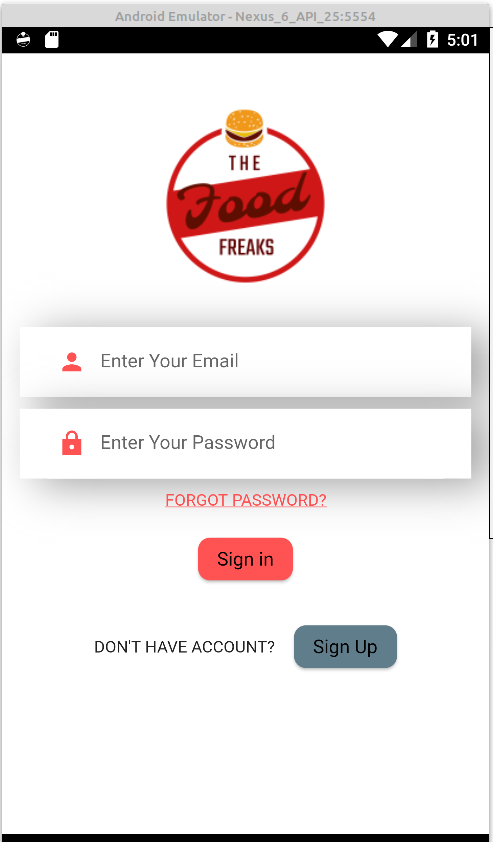 Android Emulator - Nexus_6_API_25:5554
5:01
THE
Food
FREAKS
Enter Your Email
Enter Your Password
FORGOT PASSWORD?
Sign in
DON'T HAVE ACCOUNT? Sign Up